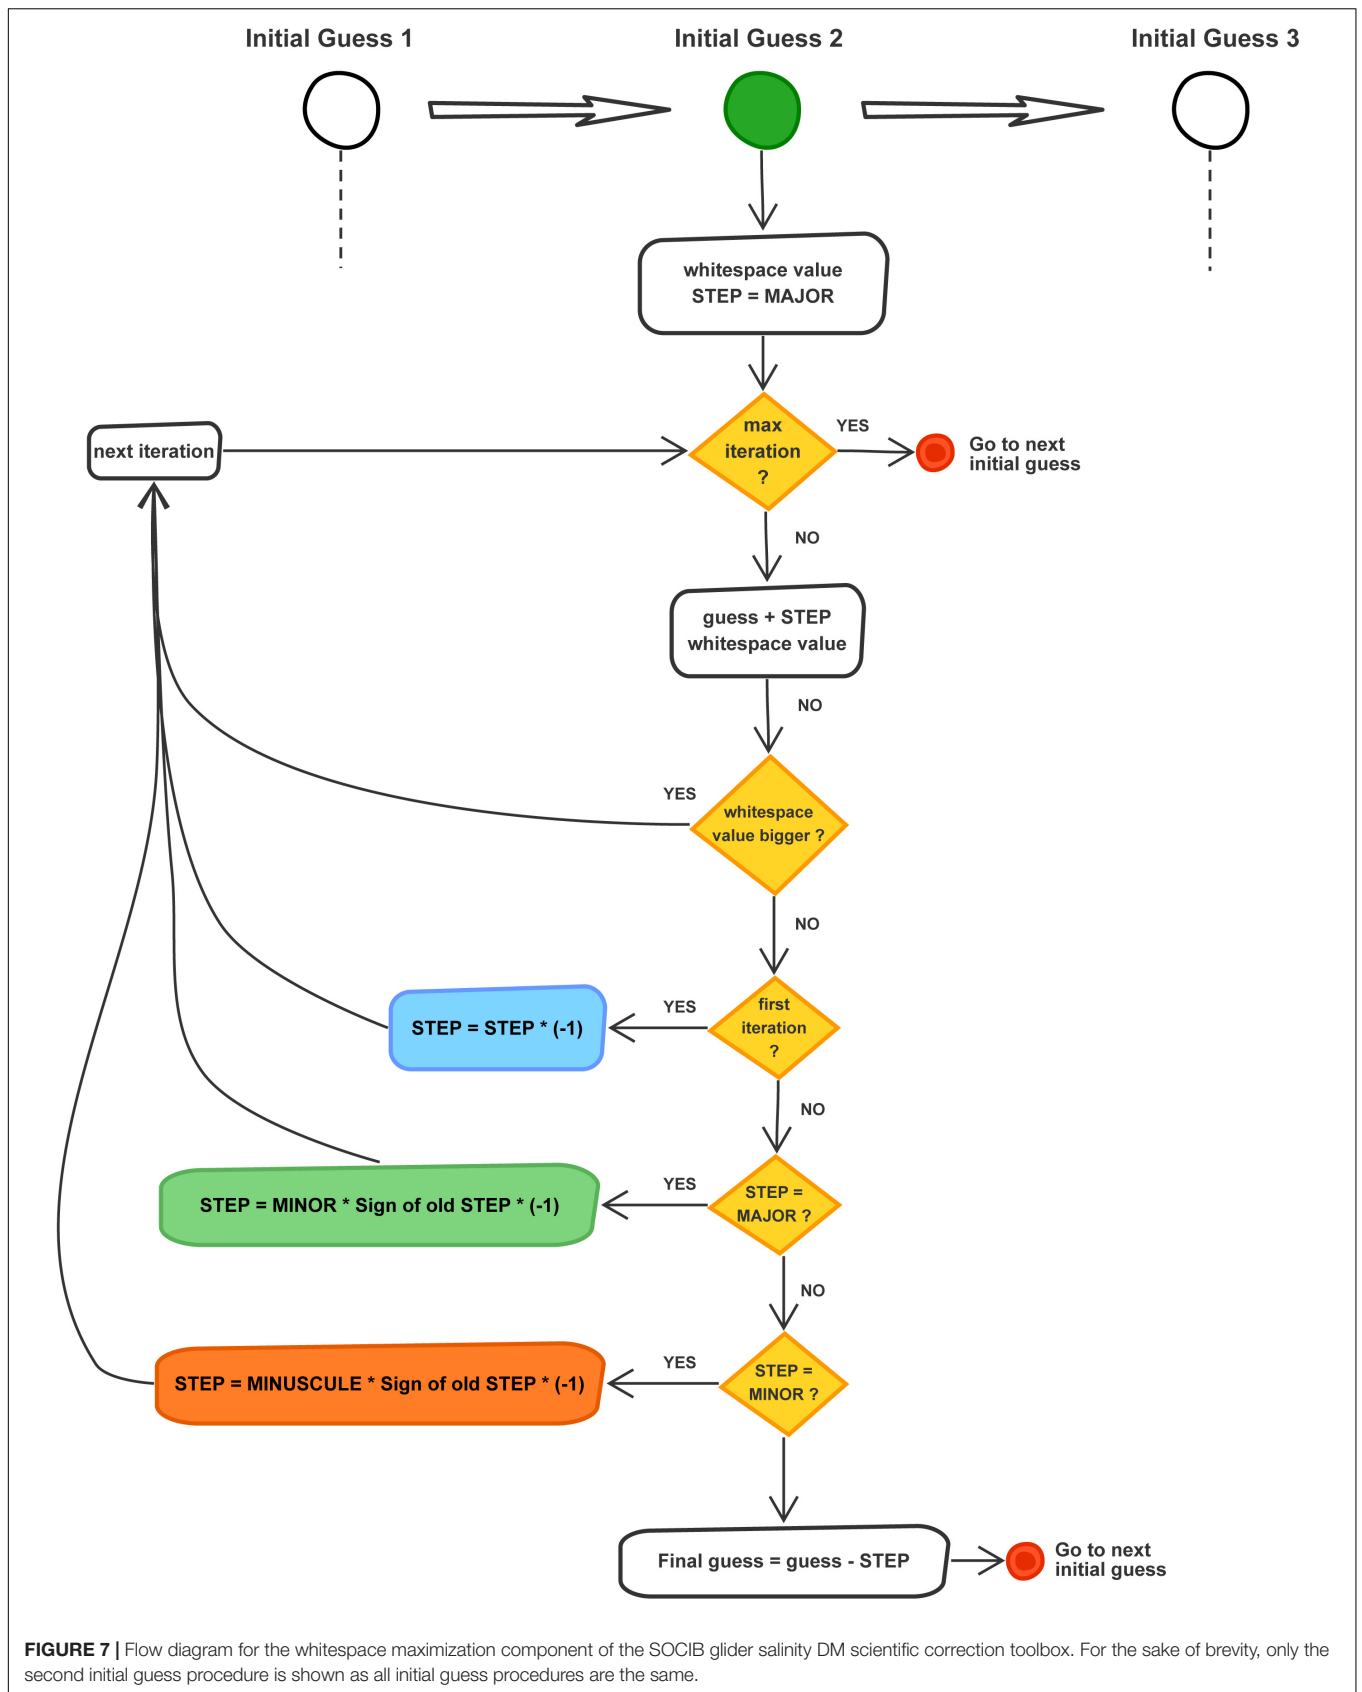 Initial Guess 1
Initial Guess 2
Initial Guess 3
whitespace value
STEP = MAJOR
next iteration
max
iteration
?
YES
Go to next
initial guess
NO
guess + STEP
whitespace value
NO
YES
whitespace
value bigger ?
NO
STEP = STEP * (-1)
YES
first
iteration
?
NO
STEP = MINOR * Sign of old STEP * (-1)
YES
STEP =
MAJOR ?
NO
STEP = MINUSCULE * Sign of old STEP * (-1)
YES
STEP =
MINOR ?
Final guess = guess - STEP
Go to next
initial guess
FIGURE 7 | Flow diagram for the whitespace maximization component of the SOCIB glider salinity DM scientific correction toolbox. For the sake of brevity, only the
second initial guess procedure is shown as all initial guess procedures are the same.